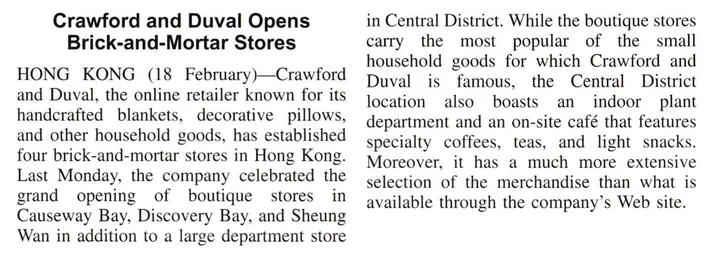 Crawford and Duval Opens
Brick-and-Mortar Stores
HONG KONG (18 February)—Crawford
and Duval, the online retailer known for its
handcrafted blankets, decorative pillows,
and other household goods, has established
four brick-and-mortar stores in Hong Kong.
Last Monday, the company celebrated the
grand opening of boutique stores in
Causeway Bay, Discovery Bay, and Sheung
Wan in addition to a large department store
in Central District. While the boutique stores
carry the most popular of the small
household goods for which Crawford and
Duval is famous, the Central District
location also boasts an indoor plant
department and an on-site café that features
specialty coffees, teas, and light snacks.
Moreover, it has a much more extensive
selection of the merchandise than what is
available through the company's Web site.